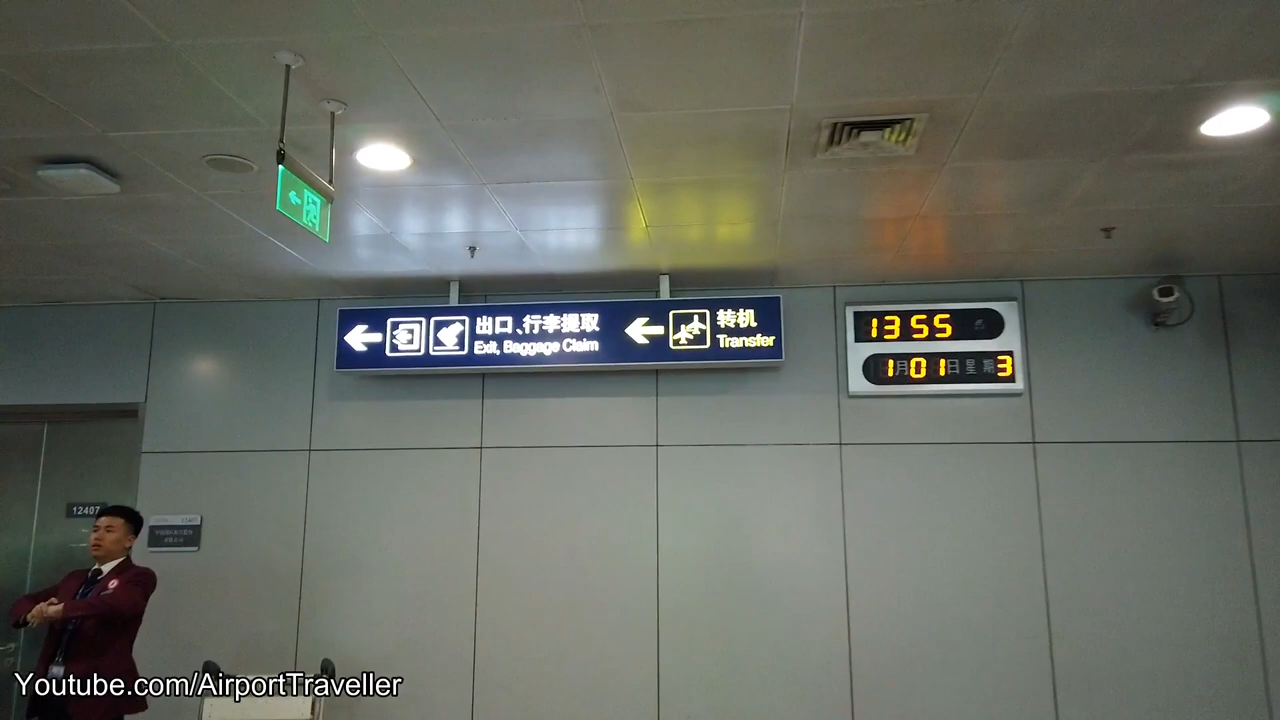 出口、行李提取
Exit, Baggage Claim
转机
Transfer
13 55
1月01日 星期3
12407
12407
Youtube.com/AirportTraveller